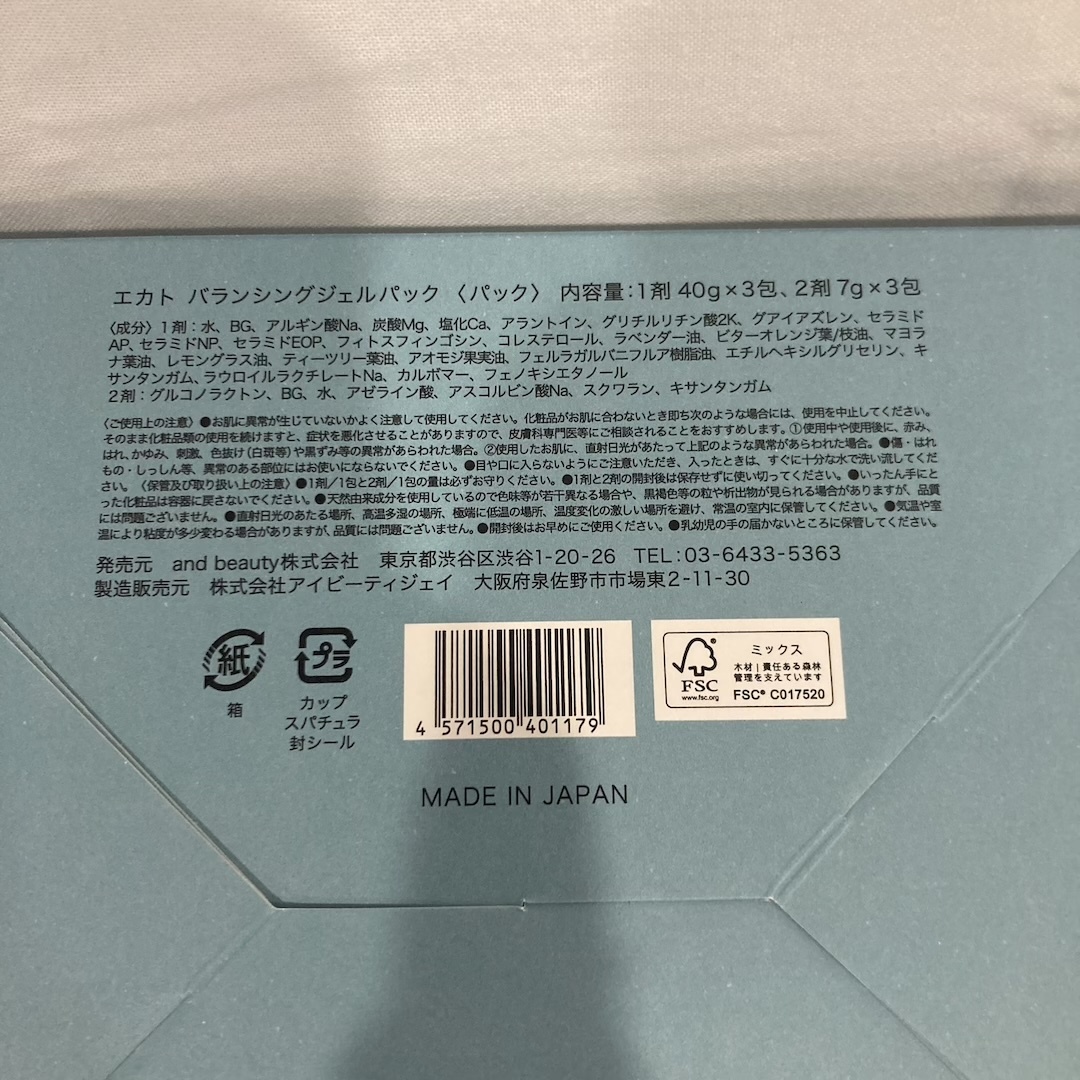 エカト バランシングジェルパック 〈パック〉 内容量:1剤 40g×3包、2剤 7g×3包
〈成分〉1剤:水、BG、アルギン酸Na、炭酸Mg、塩化Ca、アラントイン、グリチルリチン酸2K、グアイアズレン、セラミド
AP、セラミドNP、セラミドEOP、フィトスフィンゴシン、コレステロール、ラベンダー油、ビターオレンジ葉/枝油、マヨラ
ナ葉油、レモングラス油、ティーツリー葉油、アオモジ果実油、フェルラガルバニフルア樹脂油、エチルヘキシルグリセリン、キ
サンタンガム、ラウロイルラクチレートNa、カルボマー、フェノキシエタノール
2剤:グルコノラクトン、BG、水、アゼライン酸、アスコルビン酸Na、スクワラン、キサンタンガム
〈ご使用上の注意〉●お肌に異常が生じていないかよく注意して使用してください。化粧品がお肌に合わないとき即ち次のような場合には、使用を中止してください。
そのまま化粧品類の使用を続けますと、症状を悪化させることがありますので、皮膚科専門医等にご相談されることをおすすめします。①使用中や使用後に、赤み、
はれ、かゆみ、刺激、色抜け(白斑等)や黒ずみ等の異常があらわれた場合。②使用したお肌に、直射日光があたって上記のような異常があらわれた場合。●傷・はれ
もの・しっしん等、異常のある部位にはお使いにならないでください。●目や口に入らないようにご注意いただき、入ったときは、すぐに十分な水で洗い流してくだ
さい。〈保管及び取り扱い上の注意〉●1剤/1包と2剤/1包の量は必ずお守りください。●1剤と2剤の開封後は保存せずに使い切ってください。●いったん手にと
った化粧品は容器に戻さないでください。●天然由来成分を使用しているので色味等が若干異なる場合や、黒褐色等の粒や析出物が見られる場合がありますが、品質
には問題ございません。●直射日光のあたる場所、高温多湿の場所、極端に低温の場所、温度変化の激しい場所を避け、常温の室内に保管してください。●気温や室
温により粘度が多少変わる場合がありますが、品質には問題ございません。●開封後はお早めにご使用ください。●乳幼児の手の届かないところに保管してください。
発売元 and beauty株式会社 東京都渋谷区渋谷1-20-26 TEL:03-6433-5363
製造販売元 株式会社アイビーティジェイ 大阪府泉佐野市市場東2-11-30
紙
箱
プラ
カップ
スパチュラ
封シール
4 571500 401179
FSC
www.fsc.org
ミックス
木材|責任ある森林
管理を支えています
FSC® C017520
MADE IN JAPAN